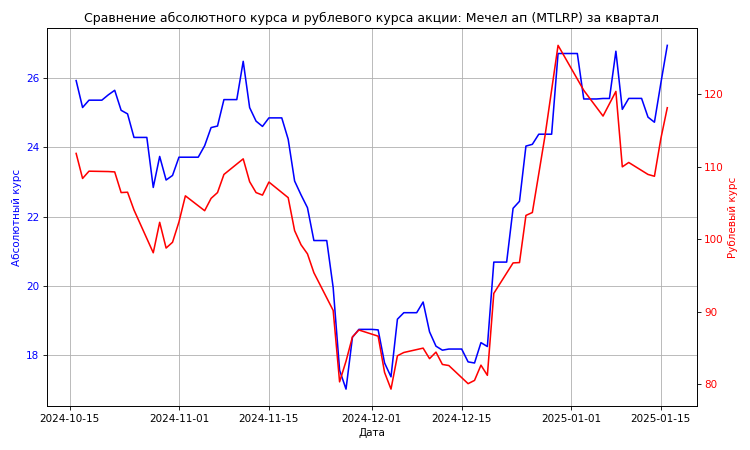 Сравнение абсолютного курса и рублевого курса акции: Мечел ап (MTLRP) за квартал
Абсолютный курс
26
24
22
20
18
120
110
100
90
80
Рублевый курс
2024-10-15 2024-11-01 2024-11-15 2024-12-01 2024-12-15 2025-01-01 2025-01-15
Дата